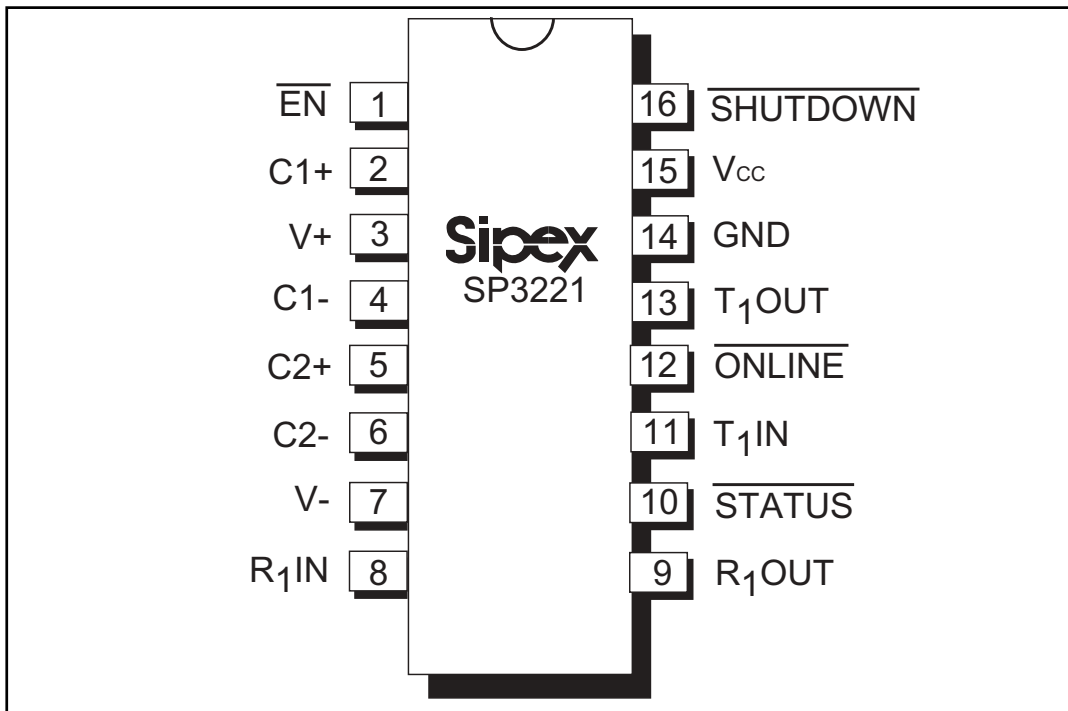 EN 1 16 SHUTDOWN
C1+ 2 15 VCC
V+ 3 14 GND
Sipex
SP3221
C1- 4 13 T1OUT
C2+ 5 12 ONLINE
C2- 6 11 T1IN
V- 7 10 STATUS
R1IN 8 9 R1OUT